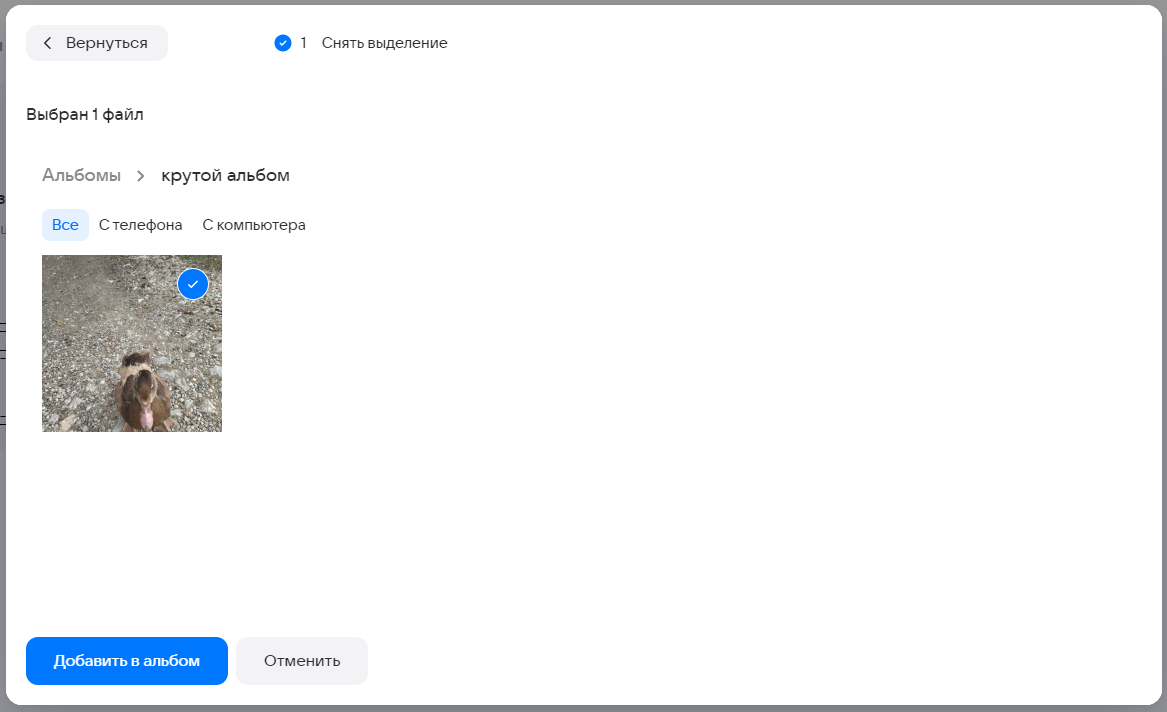 Вернуться
1 Снять выделение
Выбран 1 файл
Альбомы > крутой альбом
Все С телефона С компьютера
Добавить в альбом Отменить